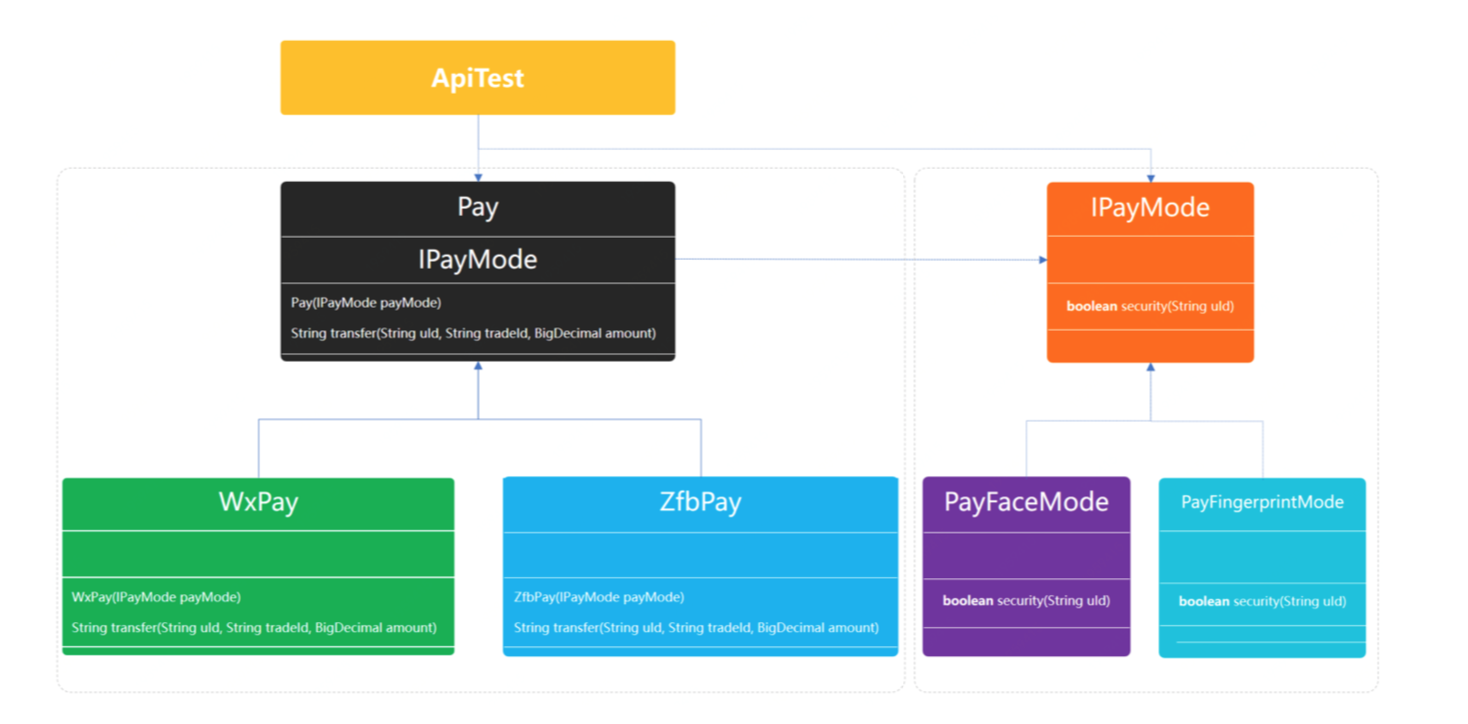 ApiTest
Pay
IPayMode
Pay(IPayMode payMode)
String transfer(String uId, String tradeId, BigDecimal amount)
IPayMode
boolean security(String uId)
WxPay
WxPay(IPayMode payMode)
String transfer(String uId, String tradeId, BigDecimal amount)
ZfbPay
ZfbPay(IPayMode payMode)
String transfer(String uId, String tradeId, BigDecimal amount)
PayFaceMode
boolean security(String uId)
PayFingerprintMode
boolean security(String uId)